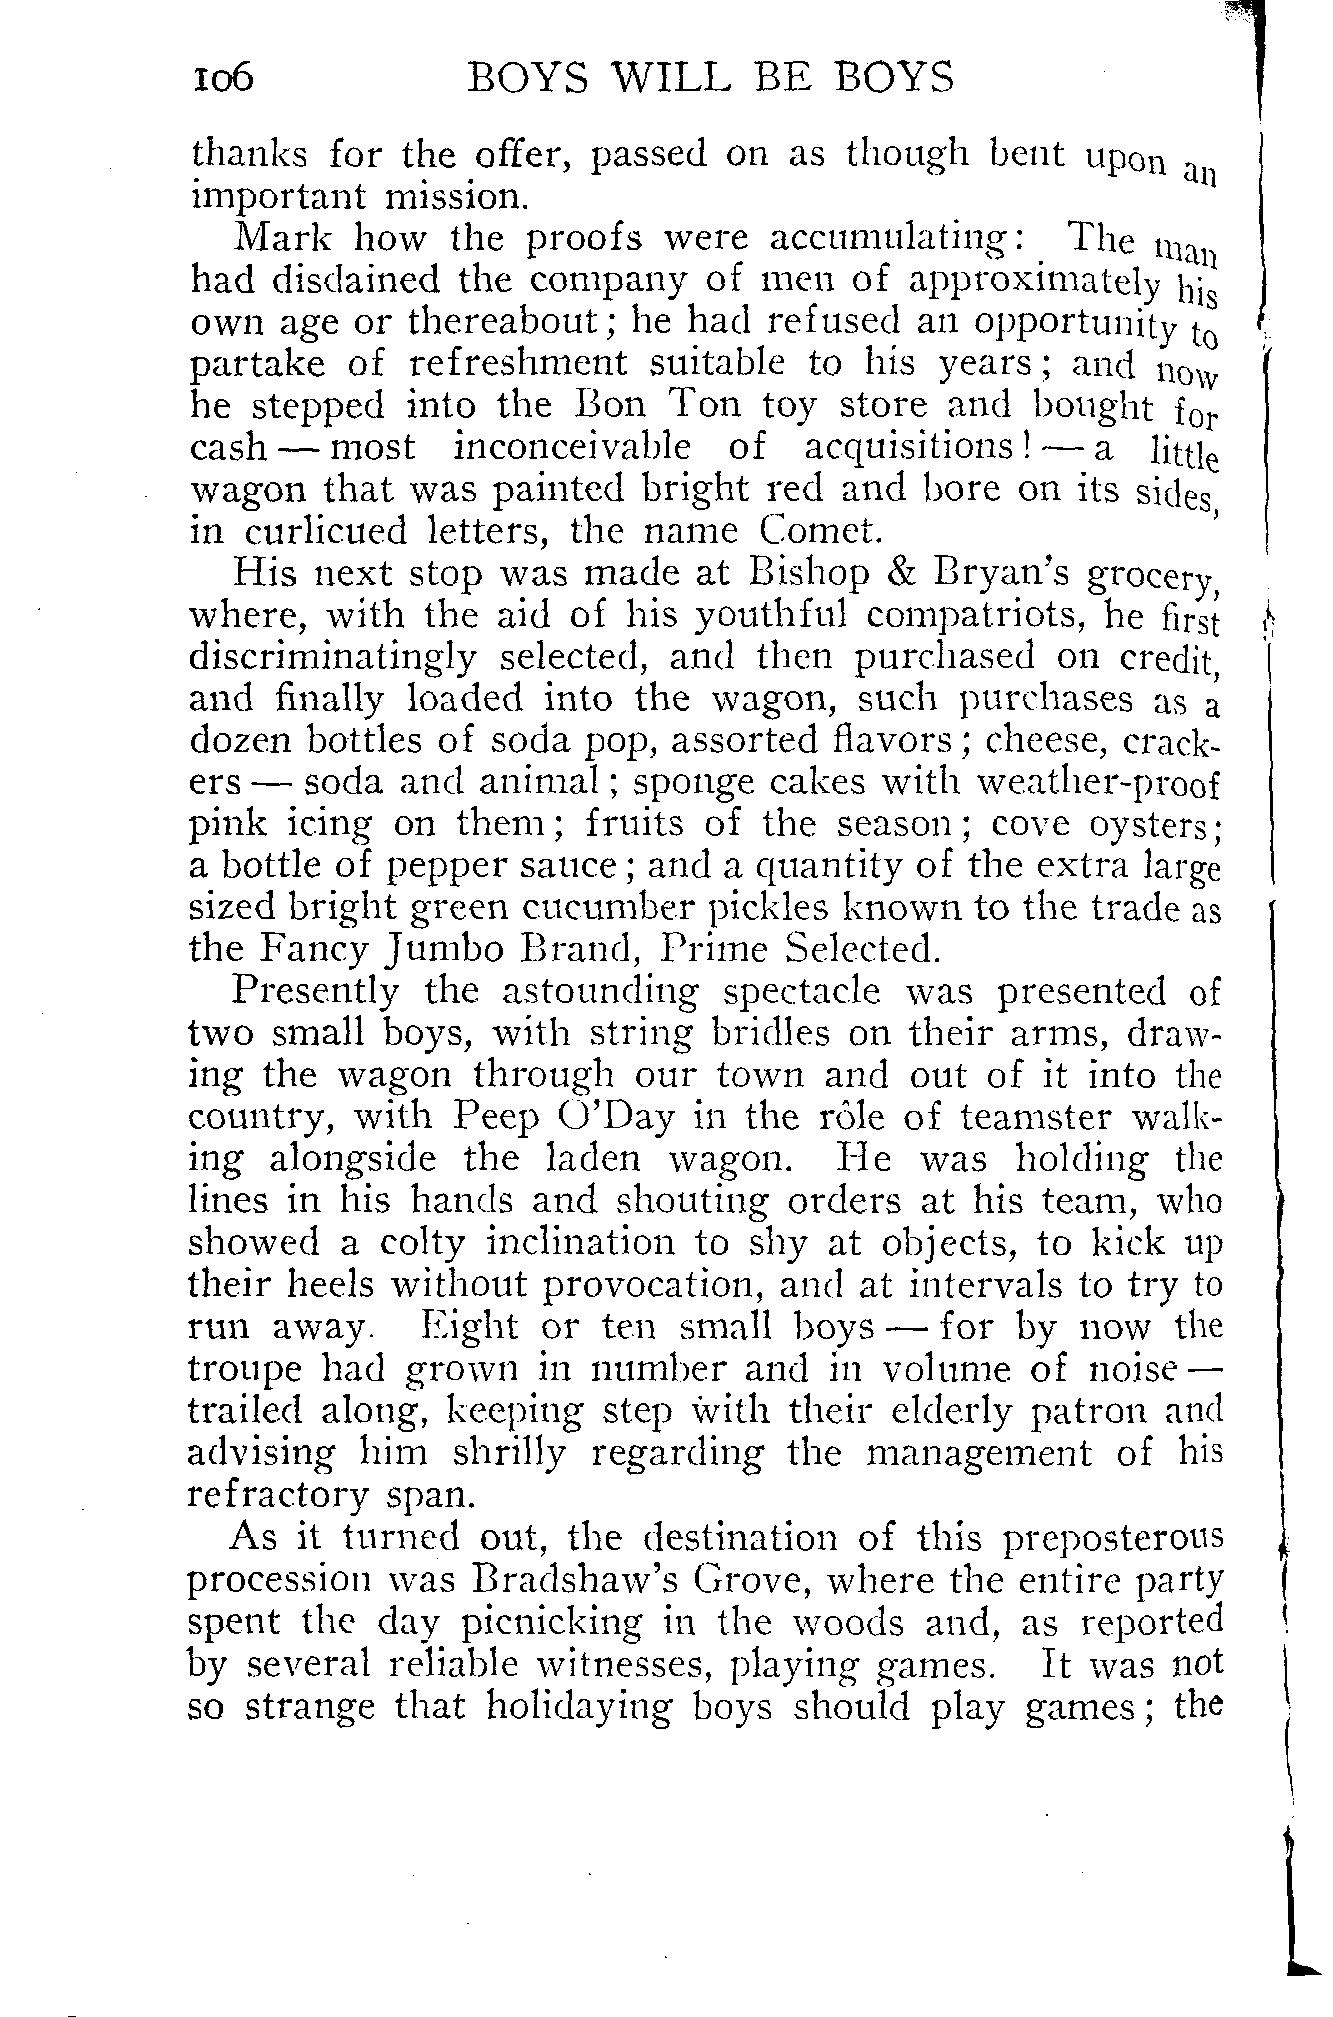 106 BOYS WILL BE BOYS
thanks for the offer, passed on as though bent upon an
important mission.
Mark how the proofs were accumulating: The man
had disdained the company of men of approximately his
own age or thereabout; he had refused an opportunity to
partake of refreshment suitable to his years; and now
he stepped into the Bon Ton toy store and bought for
cash — most inconceivable of acquisitions! — a little
wagon that was painted bright red and bore on its sides,
in curlicued letters, the name Comet.
His next stop was made at Bishop & Bryan's grocery,
where, with the aid of his youthful compatriots, he first
discriminatingly selected, and then purchased on credit,
and finally loaded into the wagon, such purchases as a
dozen bottles of soda pop, assorted flavors; cheese, crack-
ers — soda and animal; sponge cakes with weather-proof
pink icing on them; fruits of the season; cove oysters;
a bottle of pepper sauce; and a quantity of the extra large
sized bright green cucumber pickles known to the trade as
the Fancy Jumbo Brand, Prime Selected.
Presently the astounding spectacle was presented of
two small boys, with string bridles on their arms, draw-
ing the wagon through our town and out of it into the
country, with Peep O'Day in the rôle of teamster walk-
ing alongside the laden wagon. He was holding the
lines in his hands and shouting orders at his team, who
showed a colty inclination to shy at objects, to kick up
their heels without provocation, and at intervals to try to
run away. Eight or ten small boys — for by now the
troupe had grown in number and in volume of noise —
trailed along, keeping step with their elderly patron and
advising him shrilly regarding the management of his
refractory span.
As it turned out, the destination of this preposterous
procession was Bradshaw's Grove, where the entire party
spent the day picnicking in the woods and, as reported
by several reliable witnesses, playing games. It was not
so strange that holidaying boys should play games; the